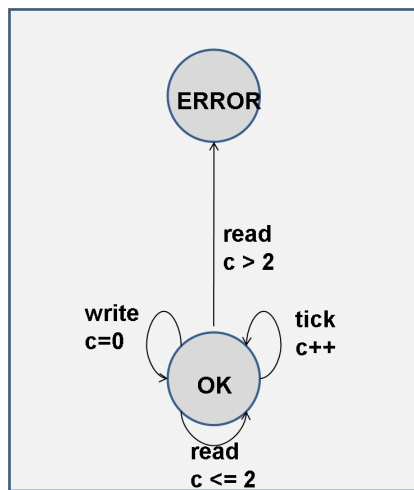 ERROR
read
c > 2
write
c=0
tick
c++
OK
read
c <= 2